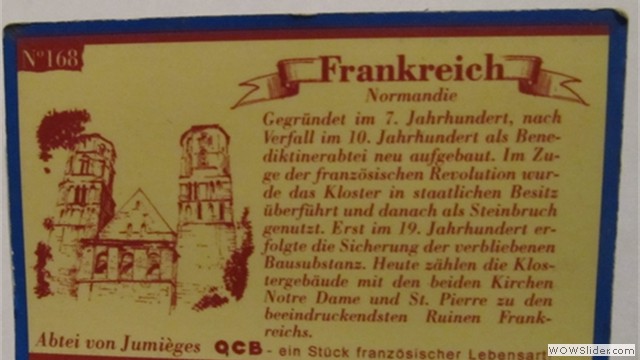 Nº168
Frankreich
Normandie
Gegründet im 7. Jahrhundert, nach
Verfall im 10. Jahrhundert als Bene-
diktinerabtei neu aufgebaut. Im Zu-
ge der französischen Revolution wur-
de das Kloster in staatlichen Besitz
überführt und danach als Steinbruch
genutzt. Erst im 19. Jahrhundert er-
folgte die Sicherung der verbliebenen
Bausubstanz. Heute zählen die Klos-
tergebäude mit den beiden Kirchen
Notre Dame und St. Pierre zu den
beeindruckendsten Ruinen Frank-
reichs.
Abtei von Jumièges QCB - ein Stück französischer Lebensar
WOWSlider.com